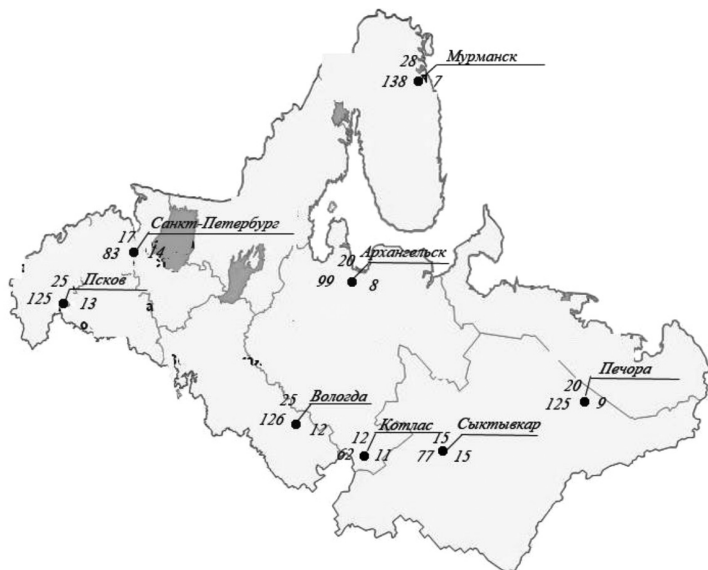 28
Мурманск
138 7
Санкт-Петербург
17
83 14
20 Архангельск
99 8
25 Псков
125 13
а
о
Печора
20
125 9
25 Вологда
126 12
12 Котлас
62 11
15 Сыктывкар
77 15